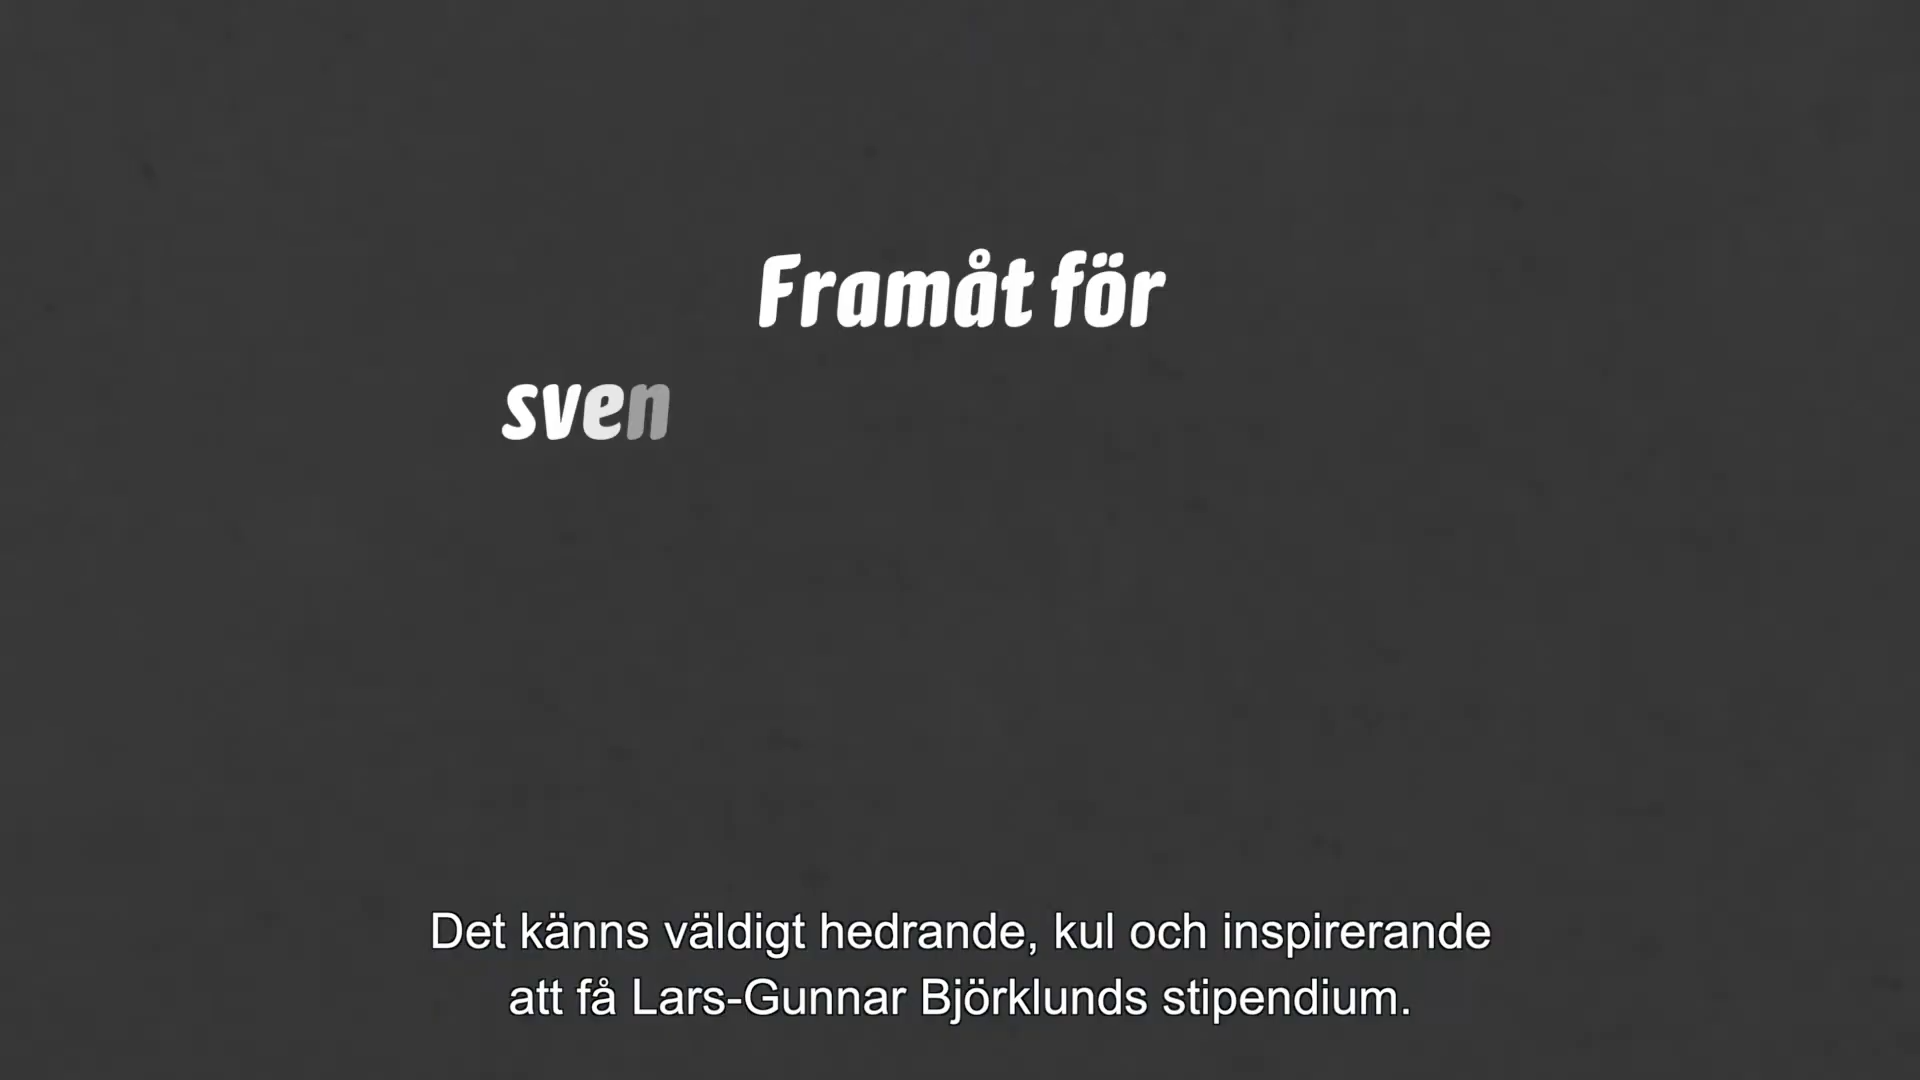 Framåt för
sven
Det känns väldigt hedrande, kul och inspirerande
att få Lars-Gunnar Björklunds stipendium.